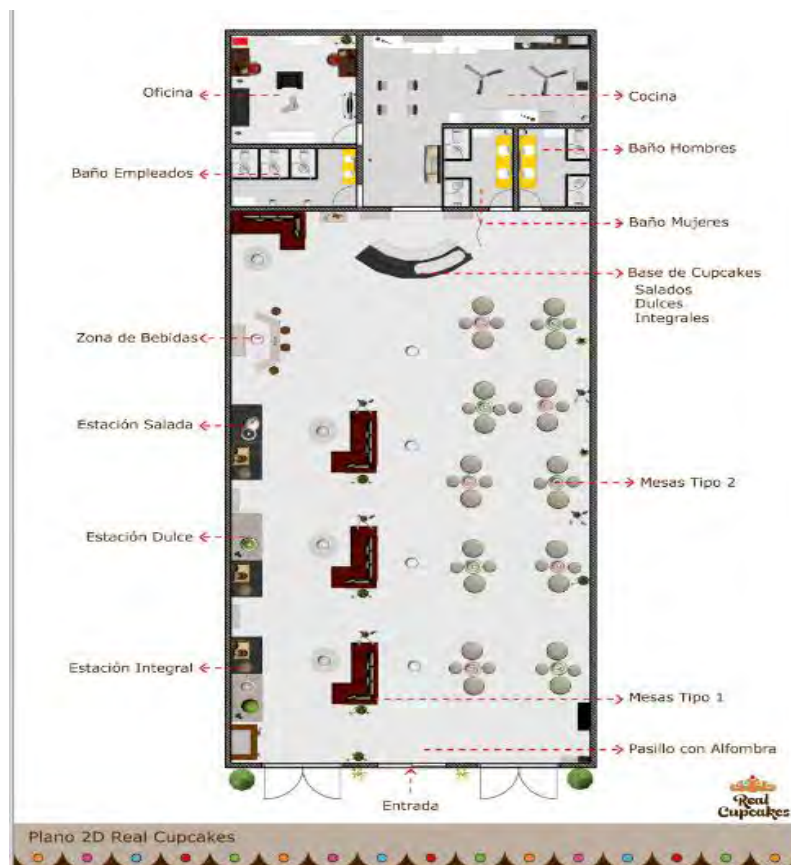 Oficina
Cocina
Baño Empleados
Baño Hombres
Baño Mujeres
Base de Cupcakes
Salados
Dulces
Integrales
Zona de Bebidas
Estación Salada
Mesas Tipo 2
Estación Dulce
Estación Integral
Mesas Tipo 1
Pasillo con Alfombra
Entrada
Real
Cupcakes
Plano 2D Real Cupcakes